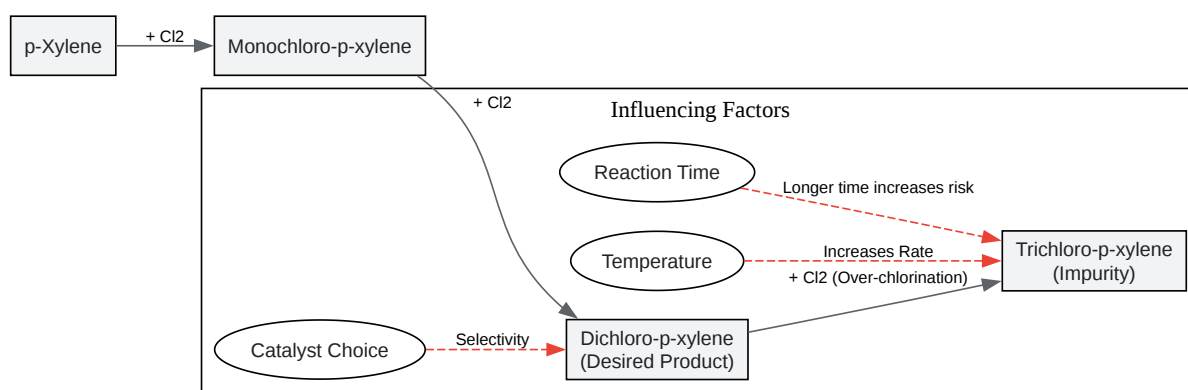 p-Xylene
+ Cl2
Monochloro-p-xylene
+ Cl2
Influencing Factors
Reaction Time
Longer time increases risk
Temperature
Increases Rate
Trichloro-p-xylene
(Impurity)
+ Cl2 (Over-chlorination)
Catalyst Choice
Selectivity
Dichloro-p-xylene
(Desired Product)